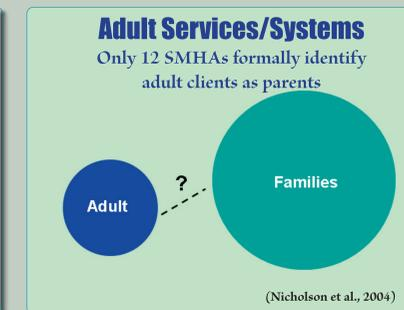 Adult Services/Systems
Only 12 SMHAs formally identify
adult clients as parents
?
Adult
Families
(Nicholson et al., 2004)